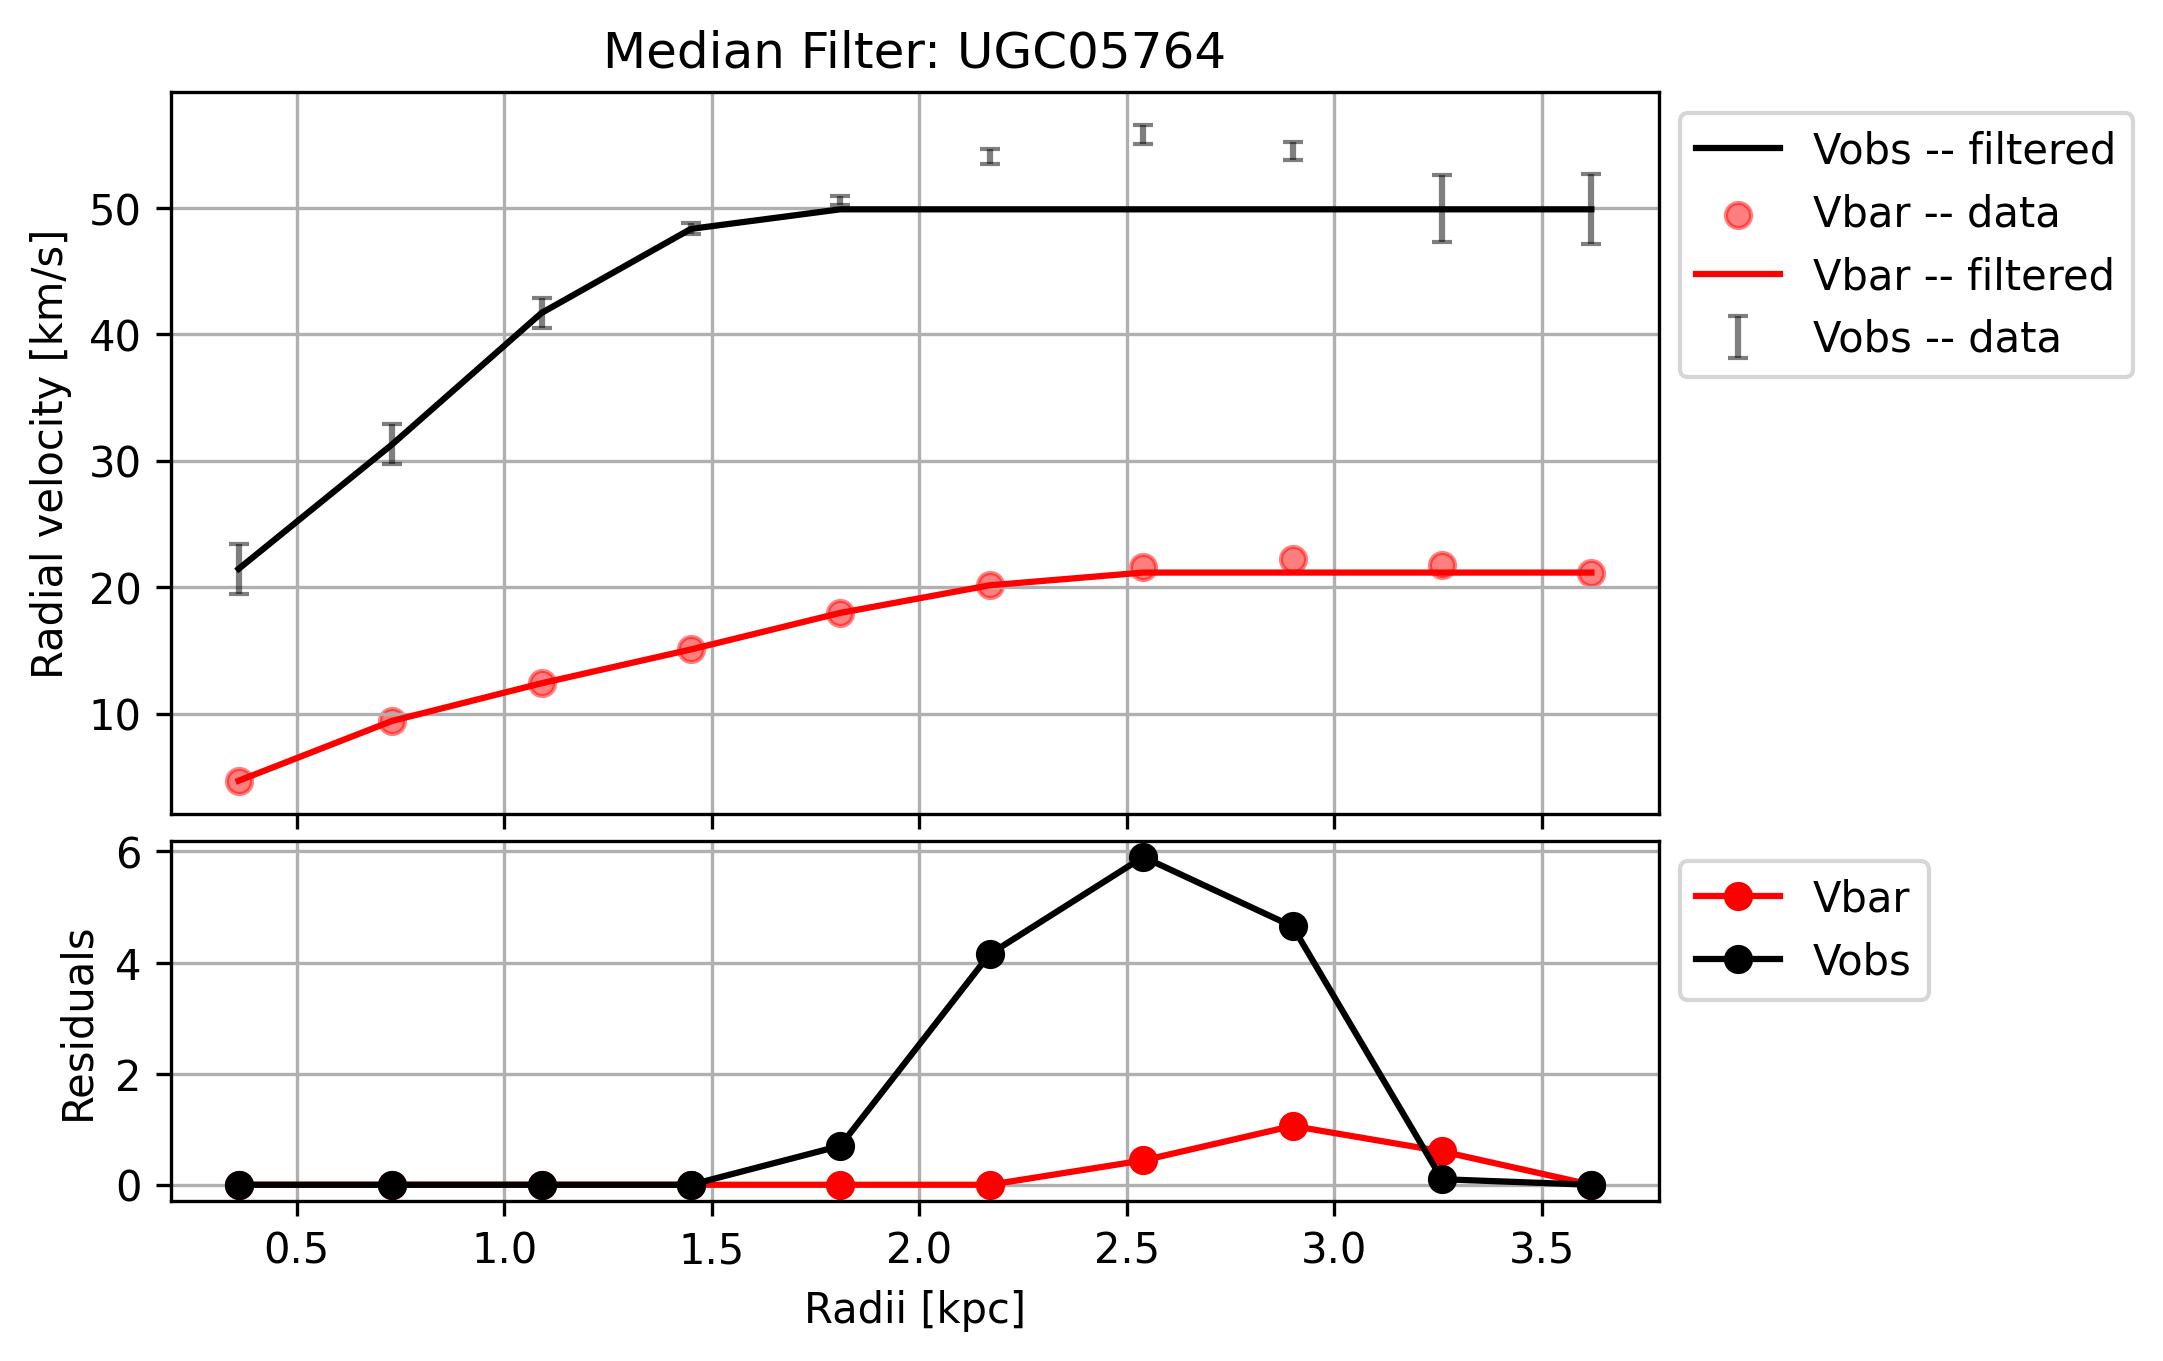 Median Filter: UGC05764
Radial velocity [km/s]
50
40
30
20
10
Vobs -- filtered
Vbar -- data
Vbar -- filtered
Vobs -- data
Residuals
6
4
2
0
Vbar
Vobs
0.5 1.0 1.5 2.0 2.5 3.0 3.5
Radii [kpc]